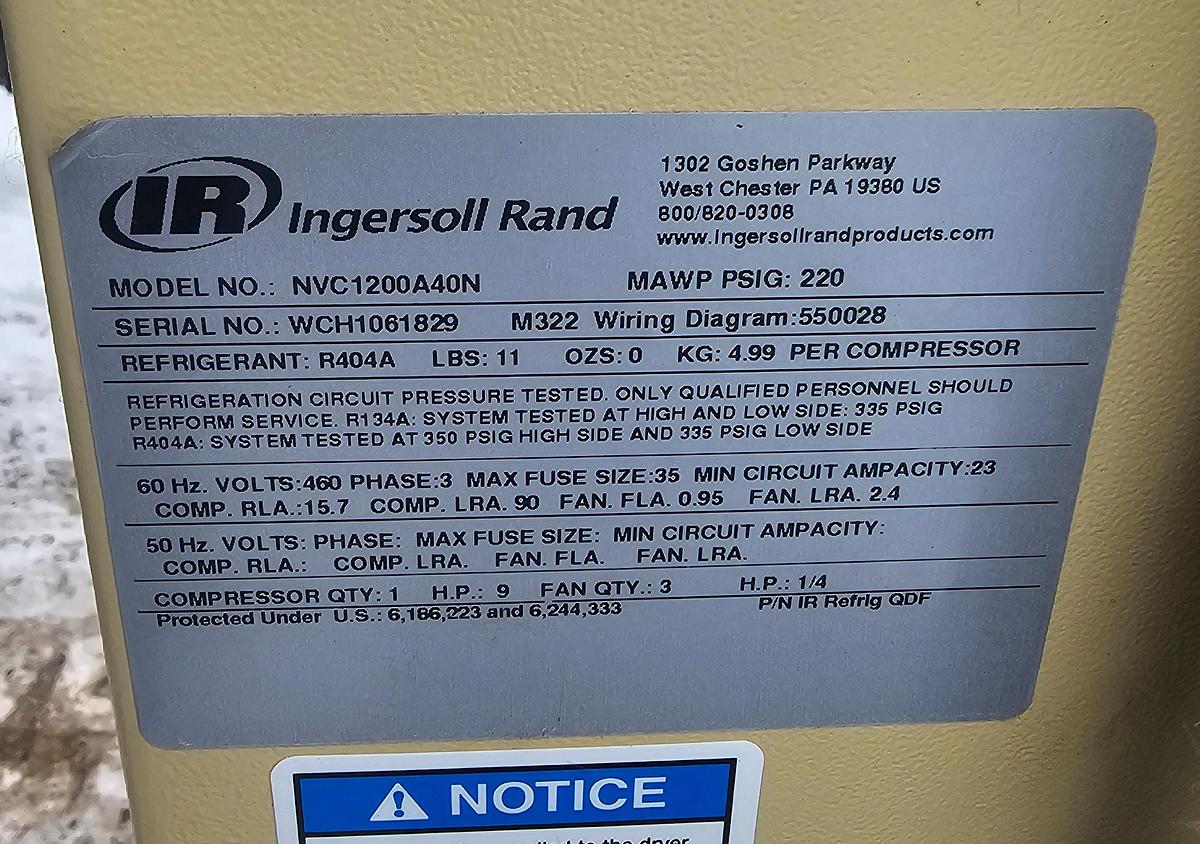 IR Ingersoll Rand
1302 Goshen Parkway
West Chester PA 19380 US
800/820-0308
www.ingersollrandproducts.com
MODEL NO.: NVC1200A40N MAWP PSIG: 220
SERIAL NO.: WCH1061829 M322 Wiring Diagram:550028
REFRIGERANT: R404A LBS: 11 OZS: 0 KG: 4.99 PER COMPRESSOR
REFRIGERATION CIRCUIT PRESSURE TESTED. ONLY QUALIFIED PERSONNEL SHOULD
PERFORM SERVICE. R134A: SYSTEM TESTED AT HIGH AND LOW SIDE: 335 PSIG
R404A: SYSTEM TESTED AT 350 PSIG HIGH SIDE AND 335 PSIG LOW SIDE
60 Hz. VOLTS:460 PHASE:3 MAX FUSE SIZE:35 MIN CIRCUIT AMPACITY:23
COMP. RLA.:15.7 COMP. LRA. 90 FAN. FLA. 0.95 FAN. LRA. 2.4
50 Hz. VOLTS: PHASE: MAX FUSE SIZE: MIN CIRCUIT AMPACITY:
COMP. RLA.: COMP. LRA. FAN. FLA. FAN. LRA.
COMPRESSOR QTY: 1 H.P.: 9 FAN QTY.: 3 H.P.: 1/4
Protected Under U.S.: 6,186,223 and 6,244,333 P/N IR Refrig QDF
NOTICE
to the dryer